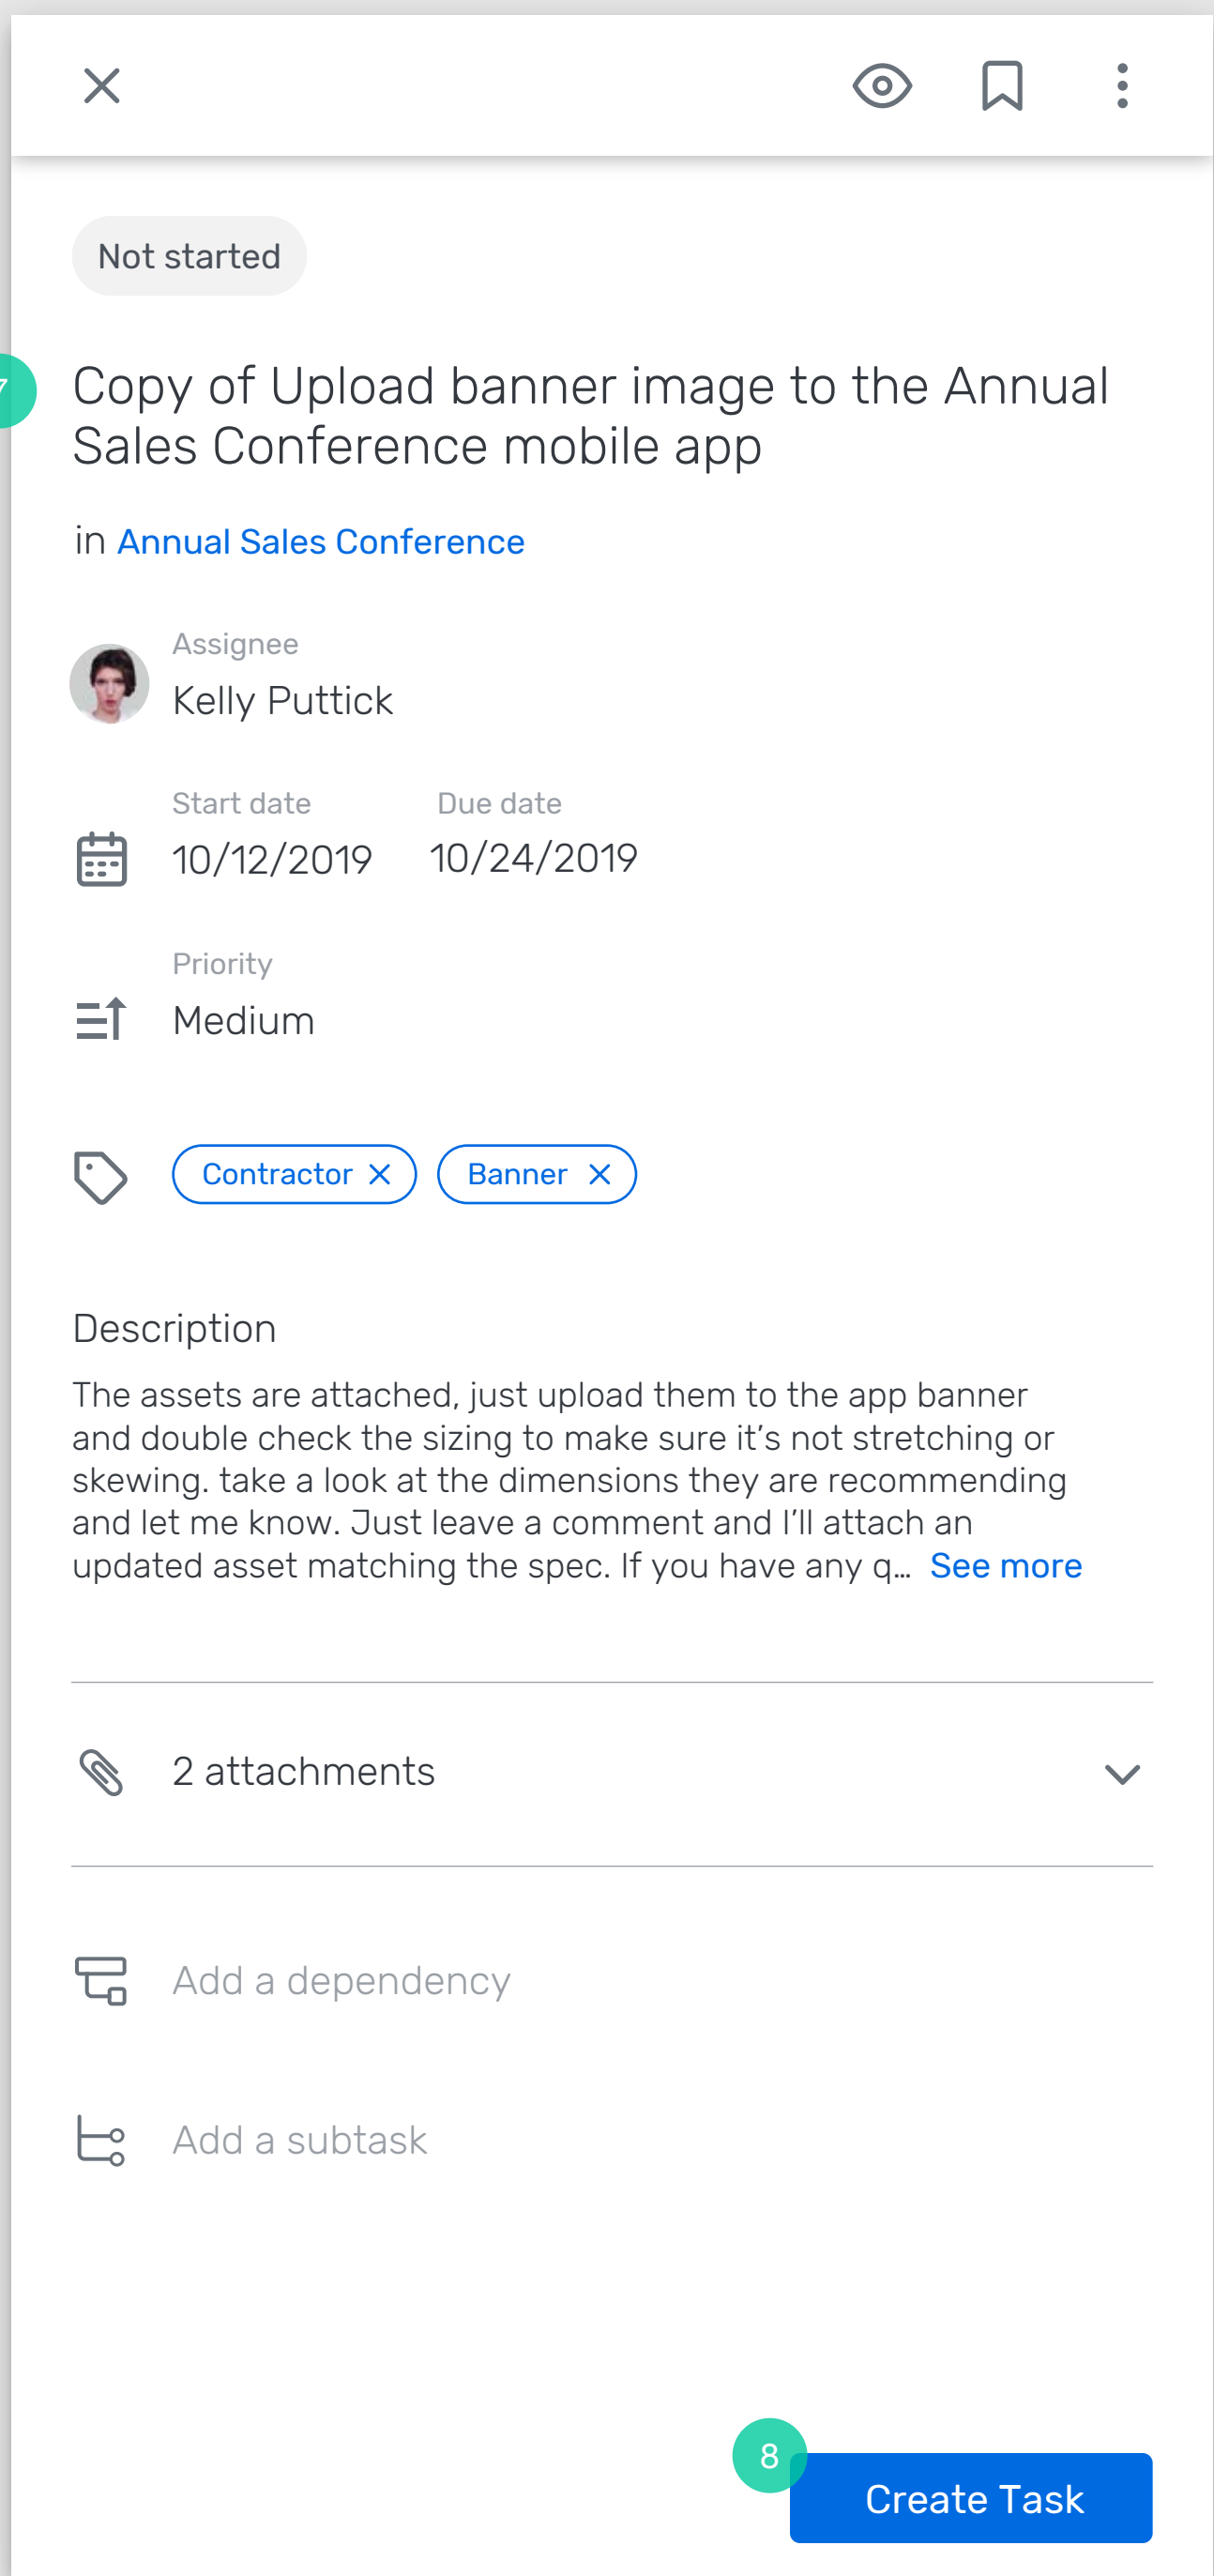 Not started
7
Copy of Upload banner image to the Annual
Sales Conference mobile app
in Annual Sales Conference
Assignee
Kelly Puttick
Start date Due date
10/12/2019 10/24/2019
Priority
Medium
Contractor Banner
Description
The assets are attached, just upload them to the app banner
and double check the sizing to make sure it’s not stretching or
skewing. take a look at the dimensions they are recommending
and let me know. Just leave a comment and I’ll attach an
updated asset matching the spec. If you have any q… See more
2 attachments
Add a dependency
Add a subtask
8
Create Task